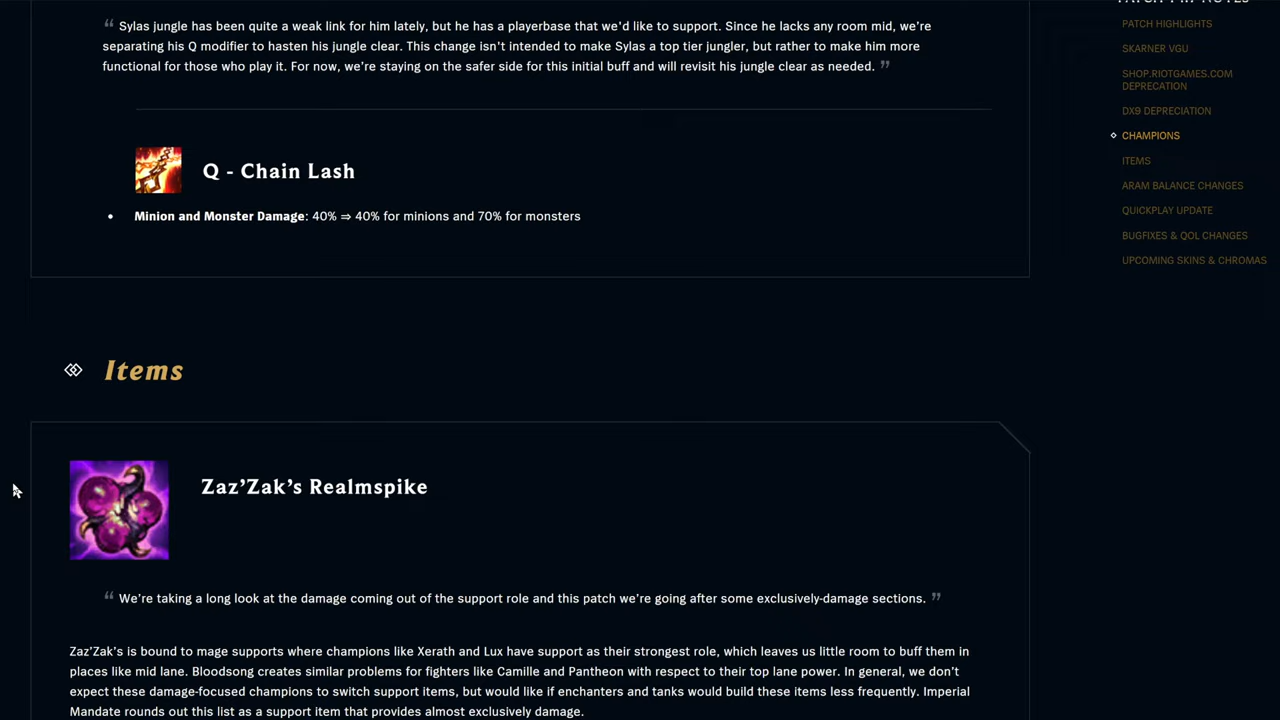 “ Sylas jungle has been quite a weak link for him lately, but he has a playerbase that we'd like to support. Since he lacks any room mid, we're
separating his Q modifier to hasten his jungle clear. This change isn't intended to make Sylas a top tier jungler, but rather to make him more
functional for those who play it. For now, we're staying on the safer side for this initial buff and will revisit his jungle clear as needed. ”
Q - Chain Lash
• Minion and Monster Damage: 40% ⇒ 40% for minions and 70% for monsters
Items
Zaz'Zak's Realmspike
“ We're taking a long look at the damage coming out of the support role and this patch we're going after some exclusively-damage sections. ”
Zaz'Zak's is bound to mage supports where champions like Xerath and Lux have support as their strongest role, which leaves us little room to buff them in
places like mid lane. Bloodsong creates similar problems for fighters like Camille and Pantheon with respect to their top lane power. In general, we don't
expect these damage-focused champions to switch support items, but would like if enchanters and tanks would build these items less frequently. Imperial
Mandate rounds out this list as a support item that provides almost exclusively damage.
PATCH HIGHLIGHTS
SKARNER VGU
SHOP.RIOTGAMES.COM
DEPRECATION
DX9 DEPRECIATION
CHAMPIONS
ITEMS
ARAM BALANCE CHANGES
QUICKPLAY UPDATE
BUGFIXES & QOL CHANGES
UPCOMING SKINS & CHROMAS